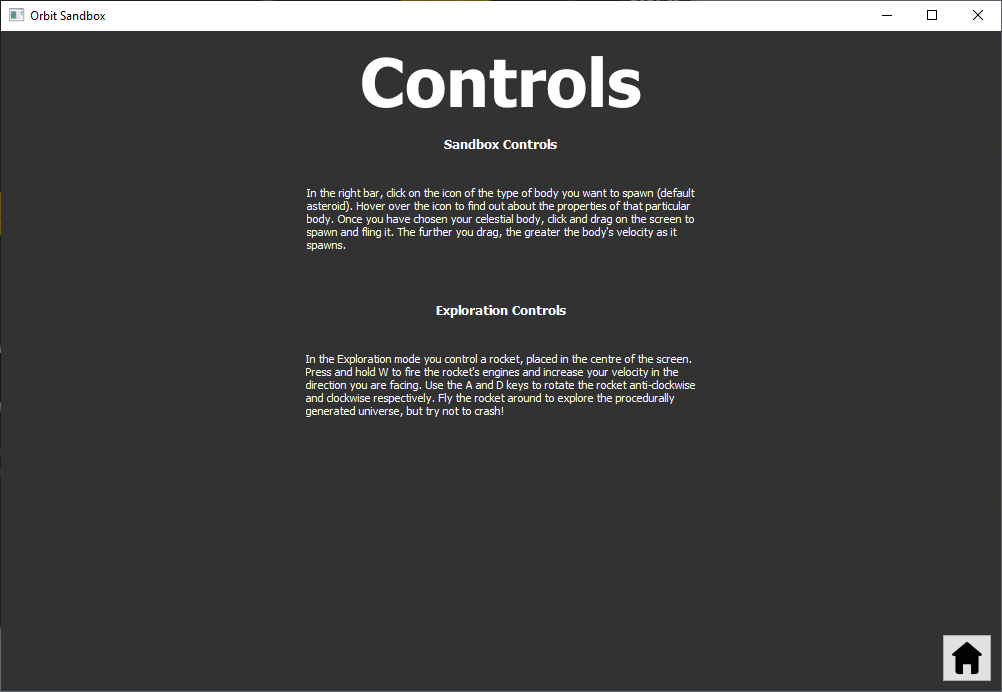 Orbit Sandbox
Controls
Sandbox Controls
In the right bar, click on the icon of the type of body you want to spawn (default
asteroid). Hover over the icon to find out about the properties of that particular
body. Once you have chosen your celestial body, click and drag on the screen to
spawn and fling it. The further you drag, the greater the body's velocity as it
spawns.
Exploration Controls
In the Exploration mode you control a rocket, placed in the centre of the screen.
Press and hold W to fire the rocket's engines and increase your velocity in the
direction you are facing. Use the A and D keys to rotate the rocket anti-clockwise
and clockwise respectively. Fly the rocket around to explore the procedurally
generated universe, but try not to crash!